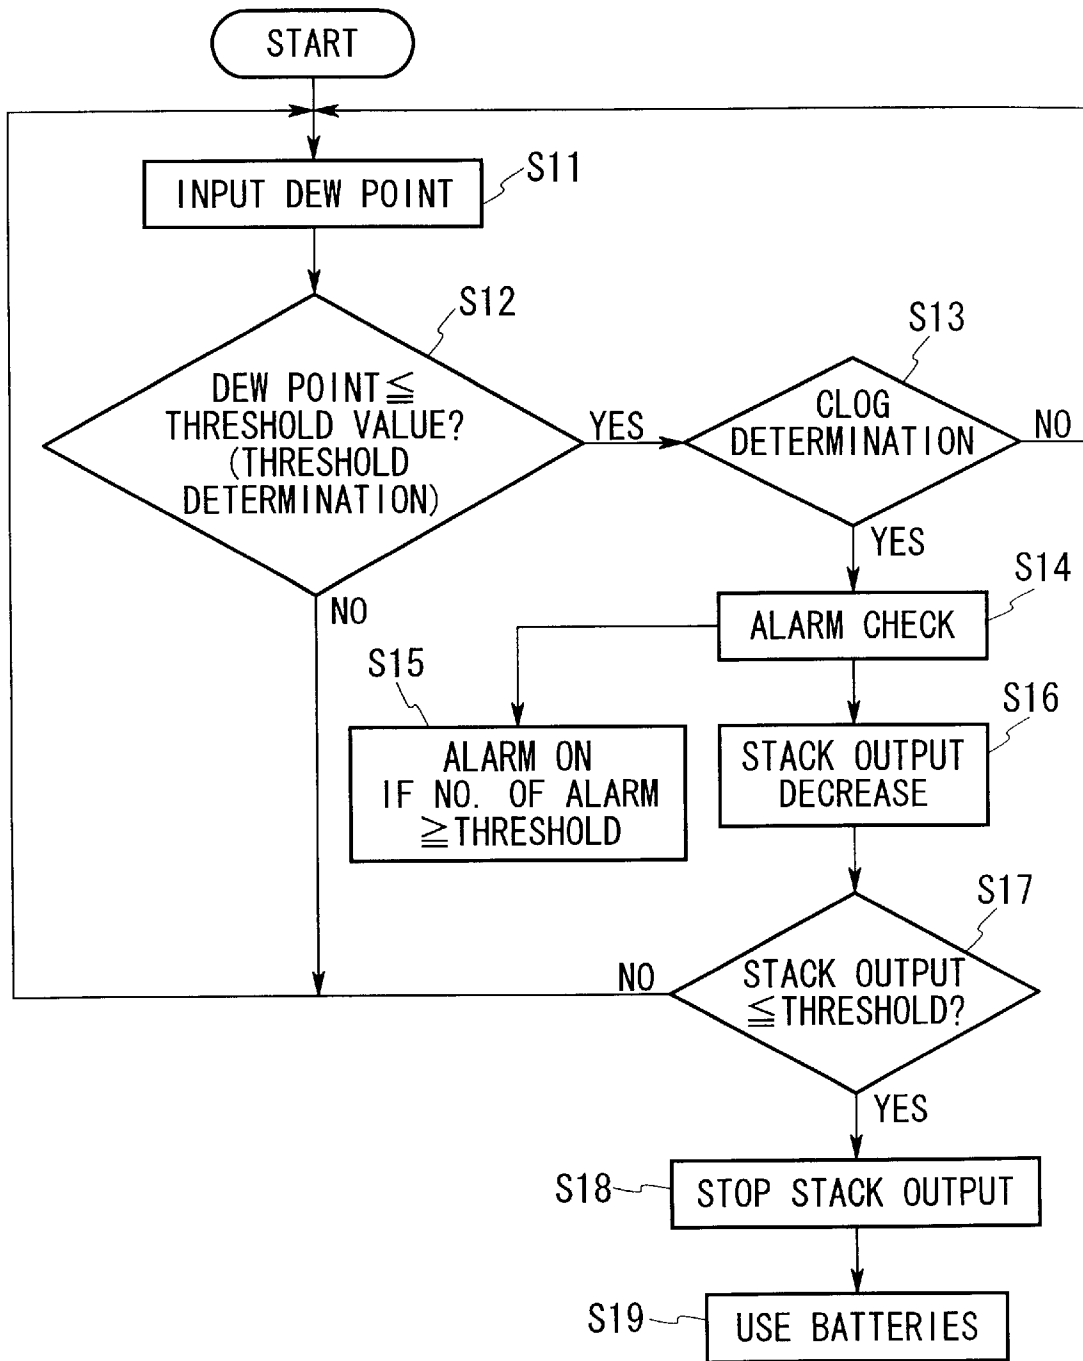 START
INPUT DEW POINT
S11
S12
DEW POINT≦
THRESHOLD VALUE?
(THRESHOLD
DETERMINATION)
YES
NO
S13
CLOG
DETERMINATION
NO
YES
S14
ALARM CHECK
S15
ALARM ON
IF NO. OF ALARM
≧THRESHOLD
S16
STACK OUTPUT
DECREASE
S17
STACK OUTPUT
≦THRESHOLD?
NO
YES
S18
STOP STACK OUTPUT
S19
USE BATTERIES